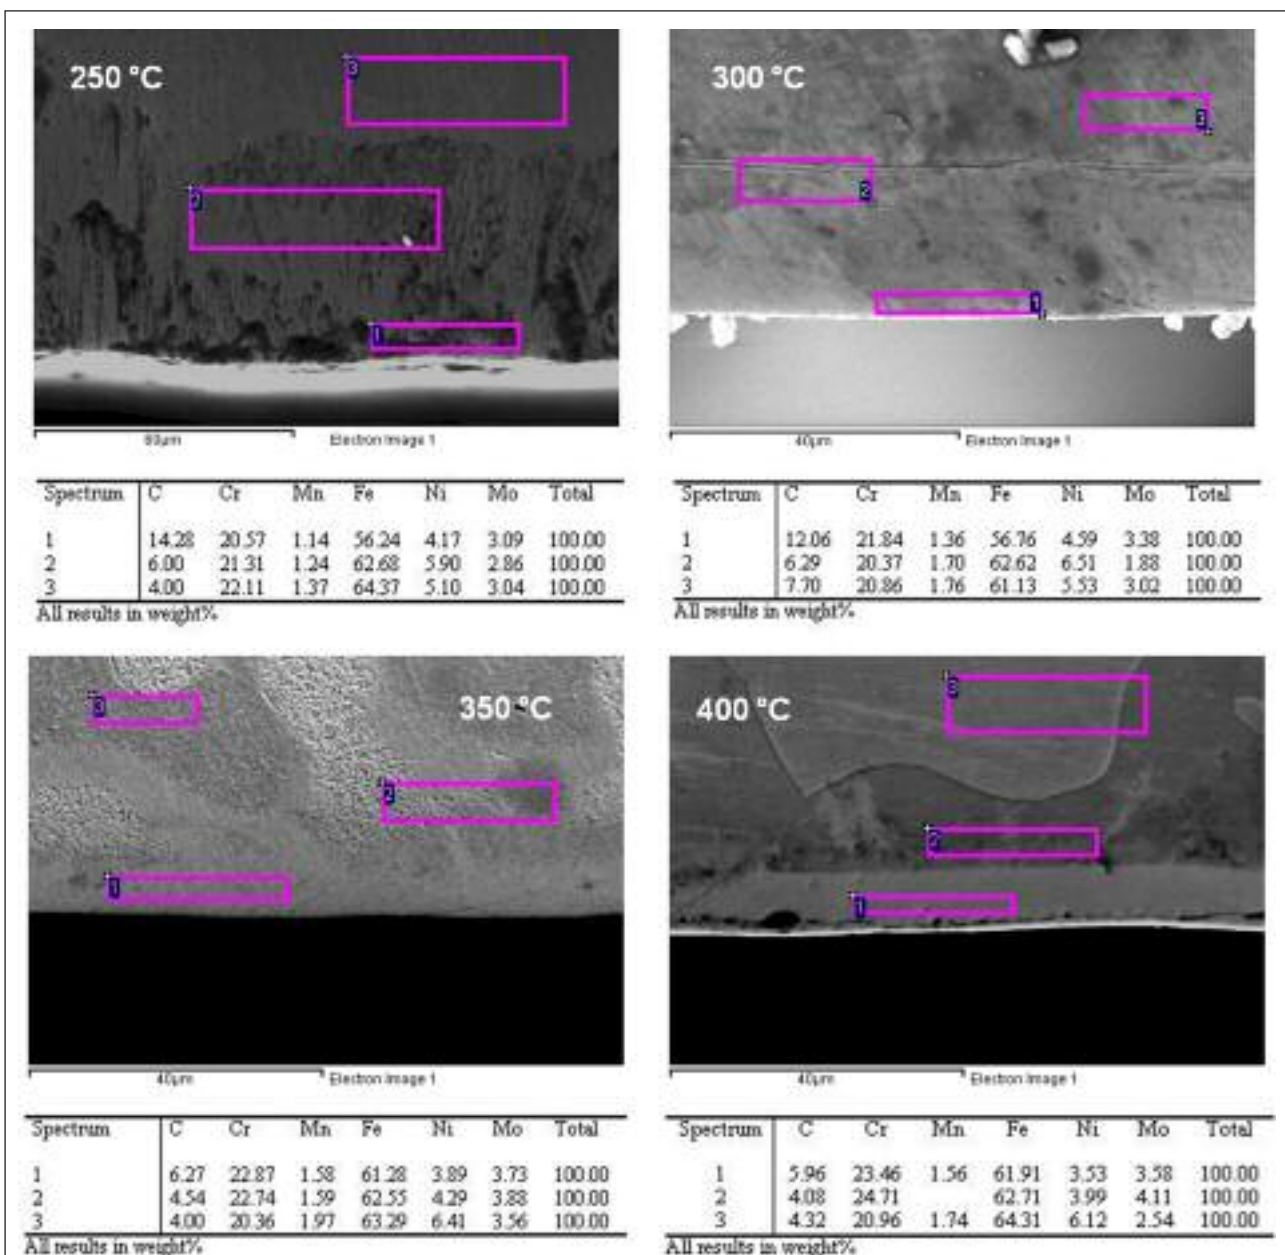 250 °C
3
2
1
60µm Electron Image 1
Spectrum C Cr Mn Fe Ni Mo Total
1 14.28 20.57 1.14 56.24 4.17 3.09 100.00
2 6.00 21.31 1.24 62.68 5.90 2.86 100.00
3 4.00 22.11 1.37 64.37 5.10 3.04 100.00
All results in weight%
300 °C
3
2
1
40µm Electron Image 1
Spectrum C Cr Mn Fe Ni Mo Total
1 12.06 21.84 1.36 56.76 4.59 3.38 100.00
2 6.29 20.37 1.70 62.62 6.51 1.88 100.00
3 7.70 20.86 1.76 61.13 5.53 3.02 100.00
All results in weight%
350 °C
3
2
1
40µm Electron Image 1
Spectrum C Cr Mn Fe Ni Mo Total
1 6.27 22.87 1.58 61.28 3.89 3.73 100.00
2 4.54 22.74 1.59 62.55 4.29 3.88 100.00
3 4.00 20.36 1.97 63.29 6.41 3.56 100.00
All results in weight%
400 °C
3
2
1
40µm Electron Image 1
Spectrum C Cr Mn Fe Ni Mo Total
1 5.96 23.46 1.56 61.91 3.53 3.58 100.00
2 4.08 24.71 62.71 3.99 4.11 100.00
3 4.32 20.96 1.74 64.31 6.12 2.54 100.00
All results in weight%